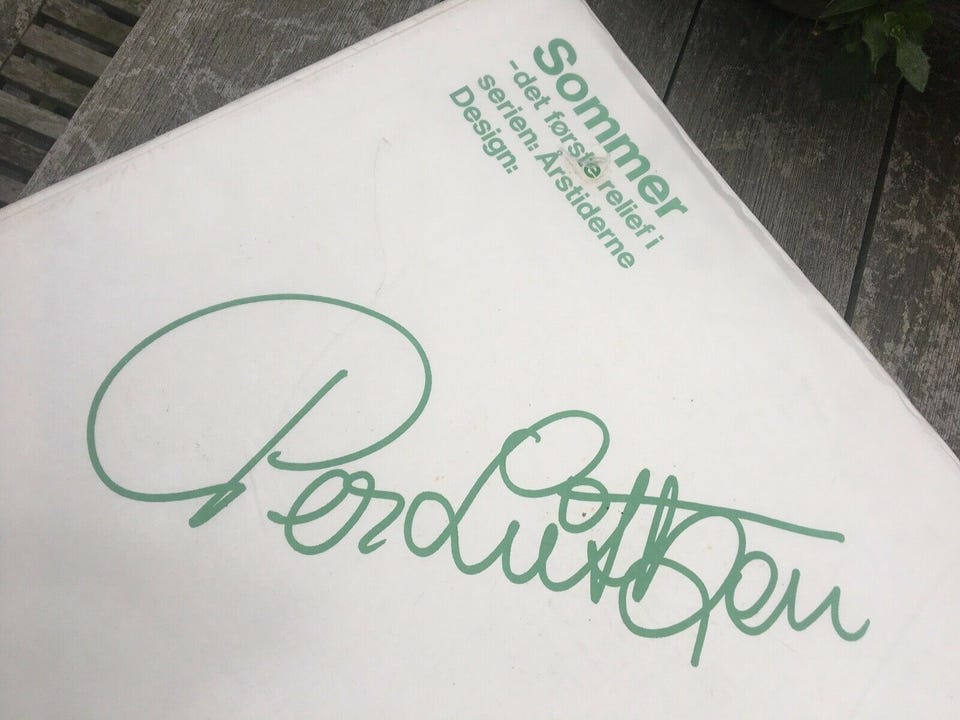 Sommer
-det første relief i
serien: Årstiderne
Design:
Per Lütken